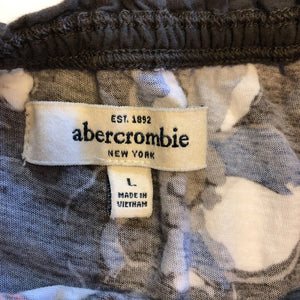 EST. 1892
abercrombie
NEW YORK
L
MADE IN
VIETNAM